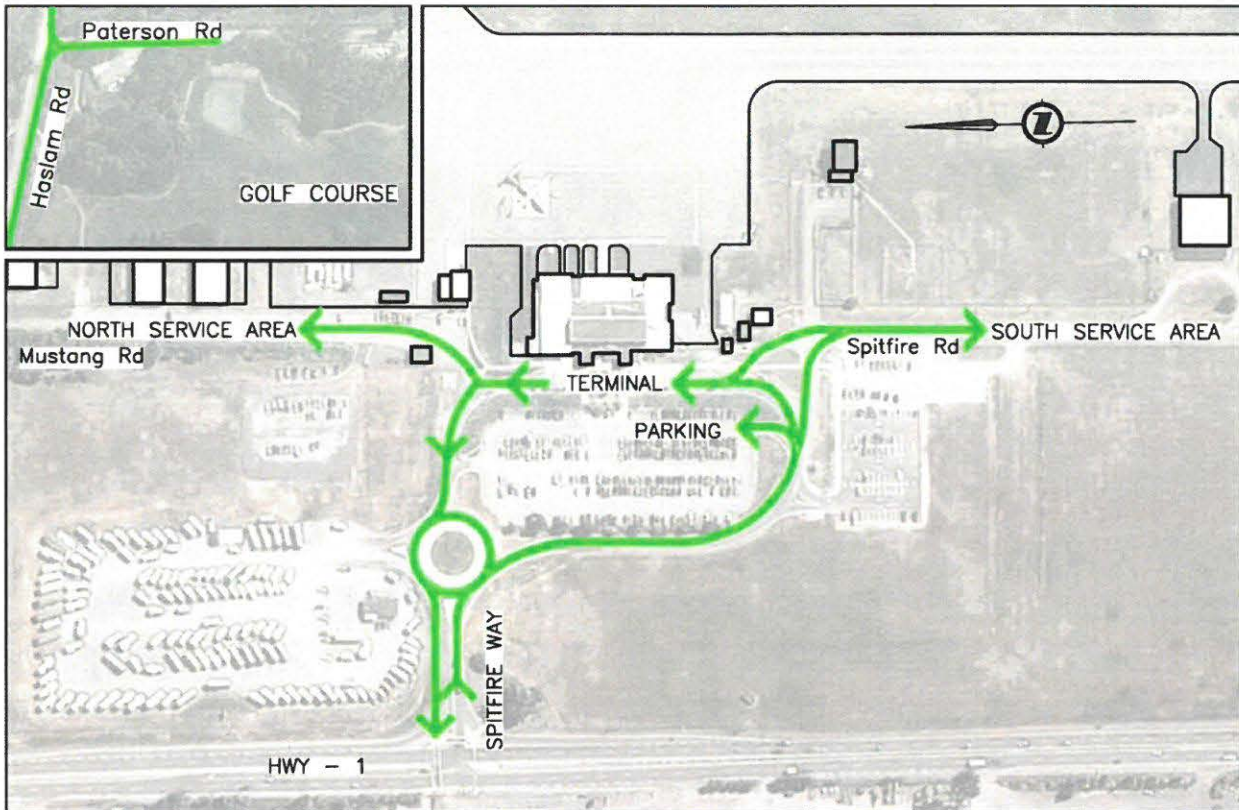 Paterson Rd
Haslam Rd
GOLF COURSE
NORTH SERVICE AREA
Mustang Rd
TERMINAL
Spitfire Rd
SOUTH SERVICE AREA
PARKING
SPITFIRE WAY
HWY - 1